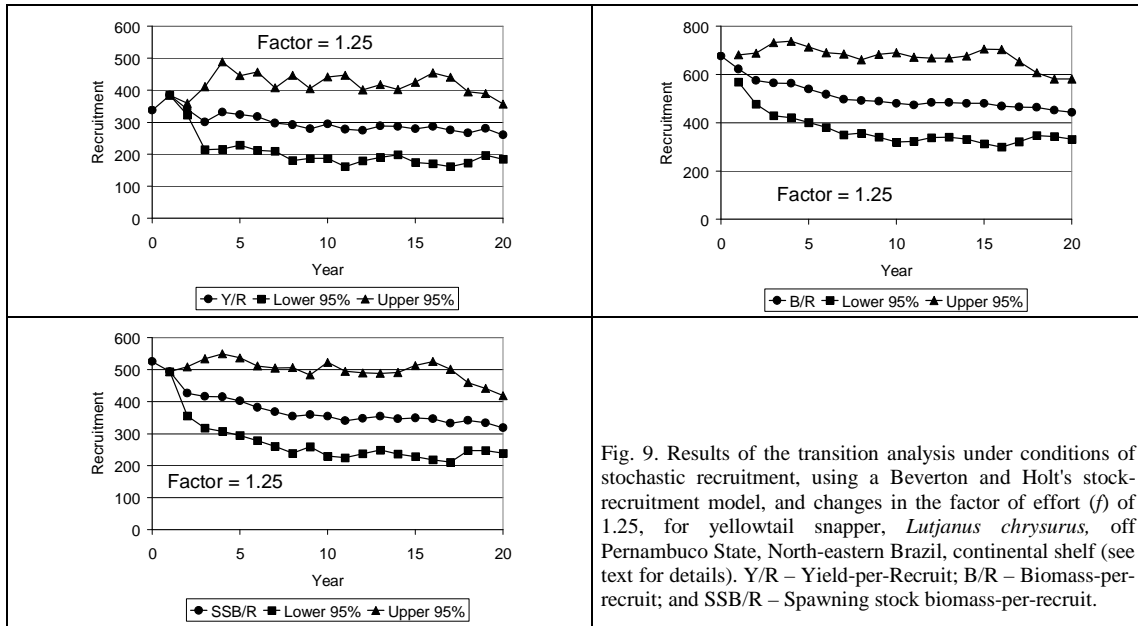 600
500
400
300
200
100
0
Recruitment
Factor = 1.25
0 5 10 15 20
Year
Y/R Lower 95% Upper 95%
800
600
400
200
0
Recruitment
Factor = 1.25
0 5 10 15 20
Year
B/R Lower 95% Upper 95%
600
500
400
300
200
100
0
Recruitment
Factor = 1.25
0 5 10 15 20
Year
SSB/R Lower 95% Upper 95%
Fig. 9. Results of the transition analysis under conditions of
stochastic recruitment, using a Beverton and Holt's stock-
recruitment model, and changes in the factor of effort (f) of
1.25, for yellowtail snapper, Lutjanus chrysurus, off
Pernambuco State, North-eastern Brazil, continental shelf (see
text for details). Y/R – Yield-per-Recruit; B/R – Biomass-per-
recruit; and SSB/R – Spawning stock biomass-per-recruit.